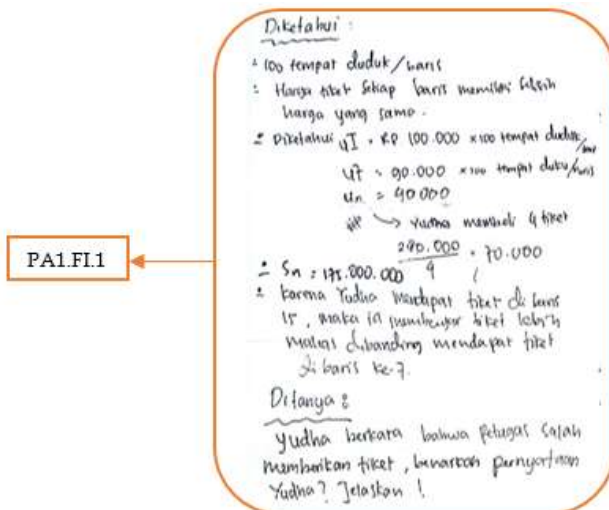 PA1.FI.1
Diketahui :
100 tempat duduk/baris
Harga tiket setiap baris memiliki selisih
harga yang sama.
Diketahui U1 = RP 100.000 × 100 tempat duduk/
U7 = 90.000 × 100 tempat duduk/baris
Un = 40000
→ Yudha membeli 4 tiket
280.000 / 4 = 70.000
Sn = 175.000.000
Karena Yudha mendapat tiket di baris
15, maka ia membayar tiket lebih
mahal dibanding mendapat tiket
di baris ke-7.
Ditanya :
Yudha berkata bahwa petugas salah
memberikan tiket, benarkah pernyataan
Yudha? Jelaskan !